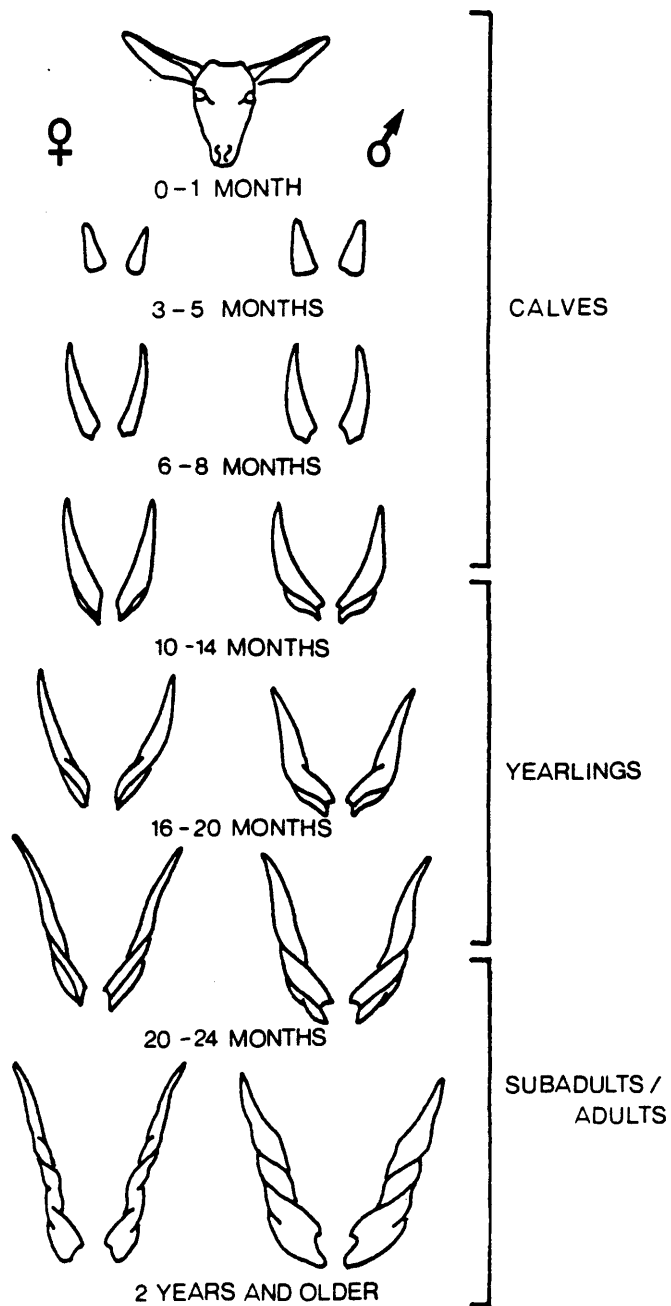 ♀ ♂
0-1 MONTH
3-5 MONTHS
CALVES
6-8 MONTHS
10-14 MONTHS
YEARLINGS
16-20 MONTHS
20-24 MONTHS
SUBADULTS /
ADULTS
2 YEARS AND OLDER